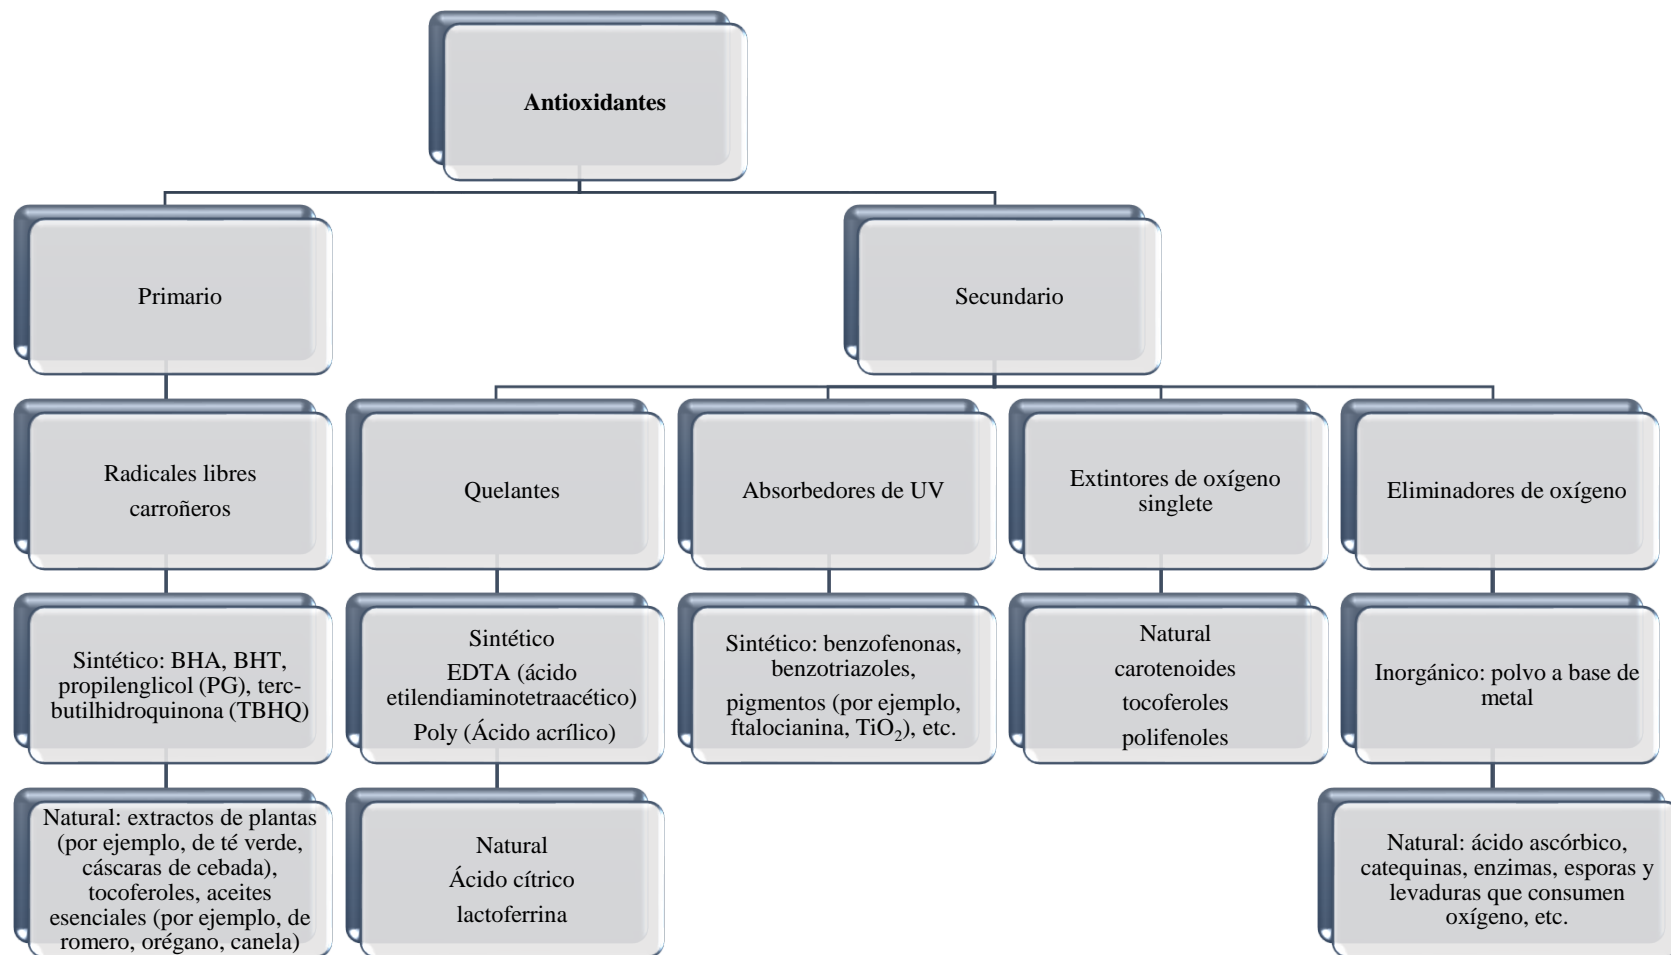 Antioxidantes
Primario
Secundario
Radicales libres
carroñeros
Quelantes
Absorbedores de UV
Extintores de oxígeno
singlete
Eliminadores de oxígeno
Sintético: BHA, BHT,
propilenglicol (PG), terc-
butilhidroquinona (TBHQ)
Sintético
EDTA (ácido
etilendiaminotetraacético)
Poly (Ácido acrílico)
Sintético: benzofenonas,
benzotriazoles,
pigmentos (por ejemplo,
ftalocianina, TiO₂), etc.
Natural
carotenoides
tocoferoles
polifenoles
Inorgánico: polvo a base de
metal
Natural: extractos de plantas
(por ejemplo, de té verde,
cáscaras de cebada),
tocoferoles, aceites
esenciales (por ejemplo, de
romero, orégano, canela)
Natural
Ácido cítrico
lactoferrina
Natural: ácido ascórbico,
catequinas, enzimas, esporas y
levaduras que consumen
oxígeno, etc.